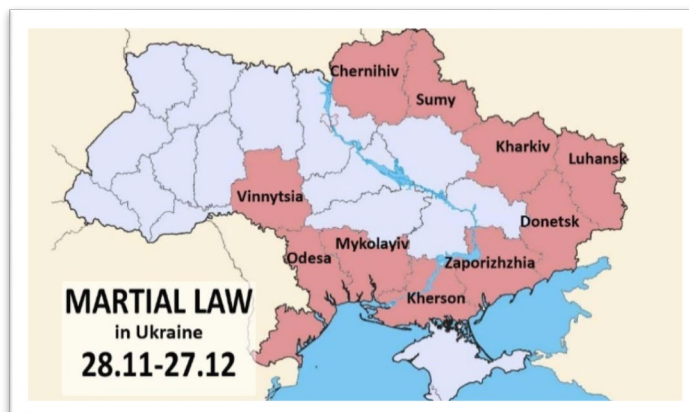 Chernihiv
Sumy
Kharkiv
Luhansk
Vinnytsia
Donetsk
Odesa
Mykolayiv
Zaporizhzhia
Kherson
MARTIAL LAW
in Ukraine
28.11-27.12